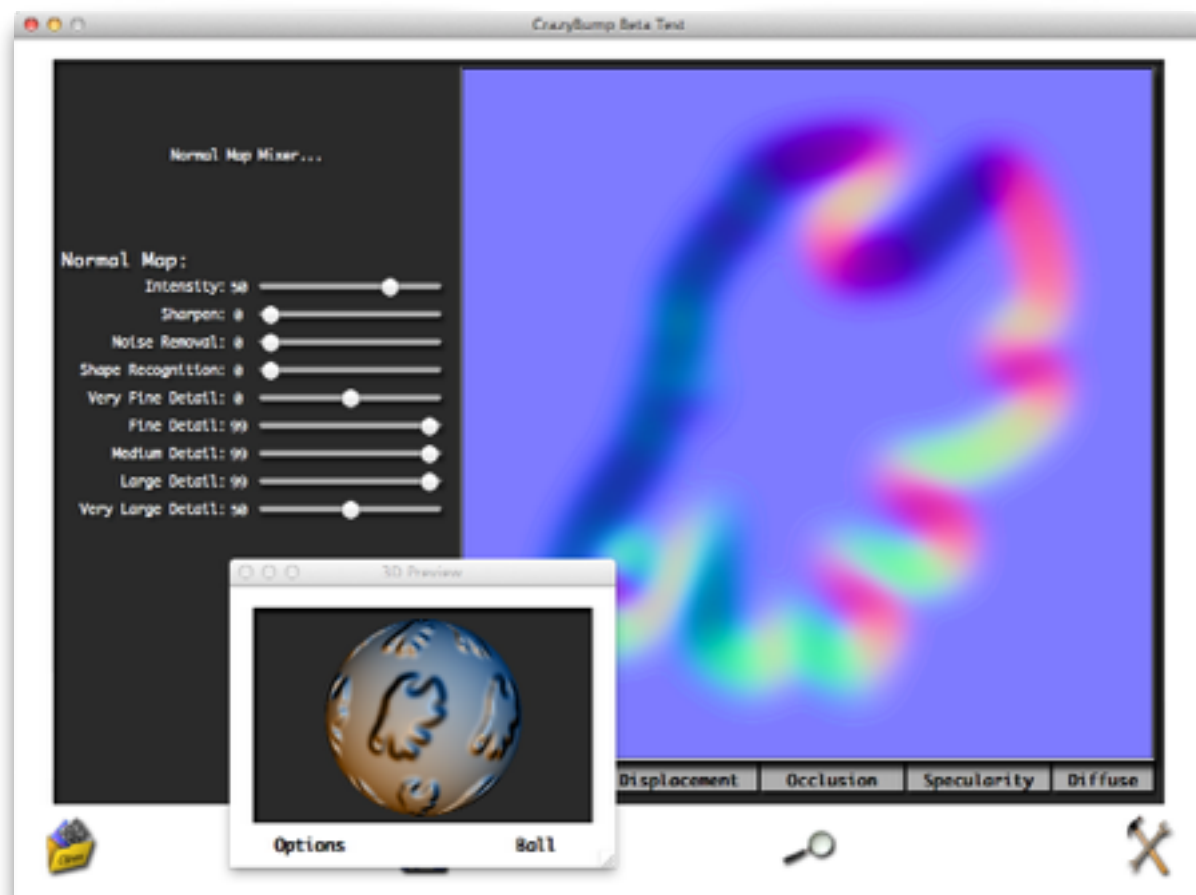 CrazyBump Beta Test
Normal Map Mixer...
Normal Map:
Intensity: 50
Sharpen: 0
Noise Removal: 0
Shape Recognition: 0
Very Fine Detail: 0
Fine Detail: 99
Medium Detail: 99
Large Detail: 99
Very Large Detail: 50
3D Preview
Displacement Occlusion Specularity Diffuse
Options Ball
Open